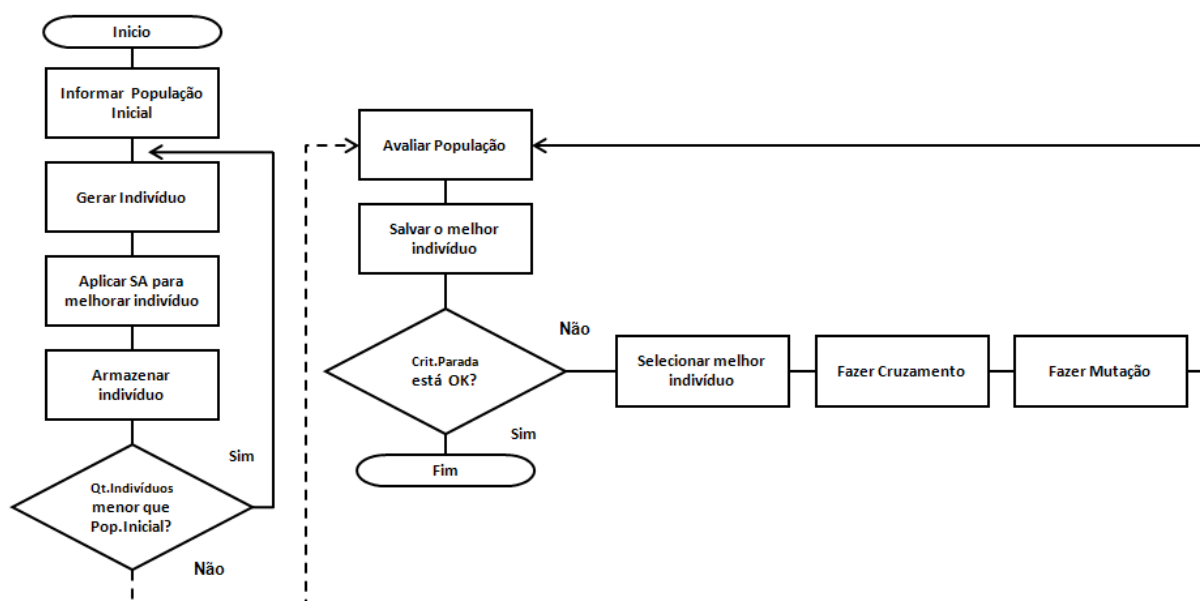 Inicio
Informar População
Inicial
Gerar Indivíduo
Aplicar SA para
melhorar indivíduo
Armazenar
indivíduo
Sim
Qt.Indivíduos
menor que
Pop.Inicial?
Não
Avaliar População
Salvar o melhor
indivíduo
Crit.Parada
está OK?
Não
Sim
Fim
Selecionar melhor
indivíduo
Fazer Cruzamento
Fazer Mutação